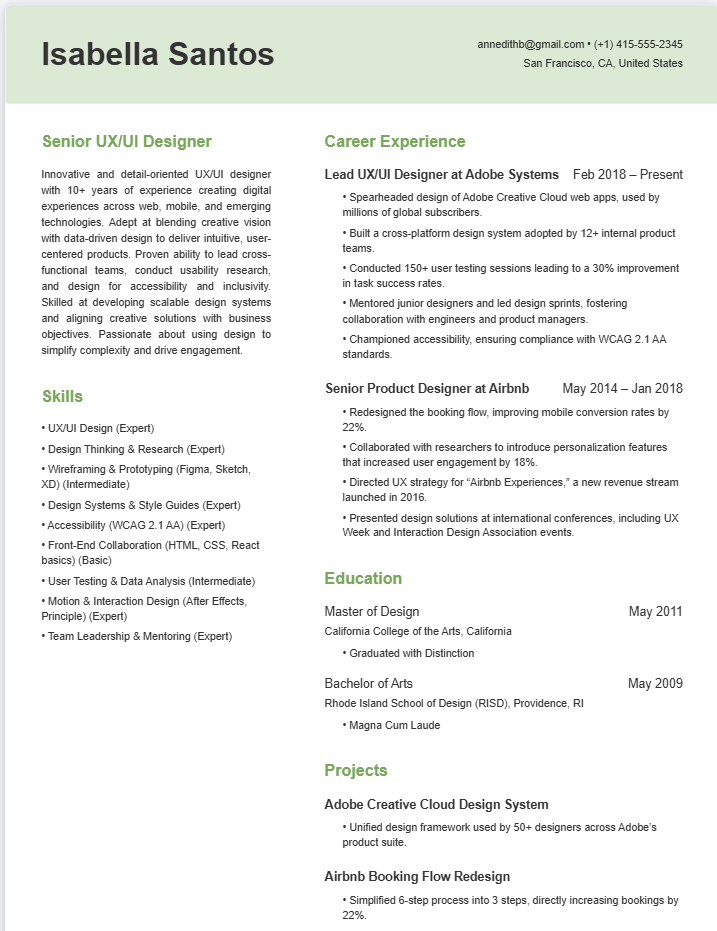 Isabella Santos
annedithb@gmail.com • (+1) 415-555-2345
San Francisco, CA, United States
Senior UX/UI Designer
Innovative and detail-oriented UX/UI designer
with 10+ years of experience creating digital
experiences across web, mobile, and emerging
technologies. Adept at blending creative vision
with data-driven design to deliver intuitive, user-
centered products. Proven ability to lead cross-
functional teams, conduct usability research,
and design for accessibility and inclusivity.
Skilled at developing scalable design systems
and aligning creative solutions with business
objectives. Passionate about using design to
simplify complexity and drive engagement.
Skills
• UX/UI Design (Expert)
• Design Thinking & Research (Expert)
• Wireframing & Prototyping (Figma, Sketch,
XD) (Intermediate)
• Design Systems & Style Guides (Expert)
• Accessibility (WCAG 2.1 AA) (Expert)
• Front-End Collaboration (HTML, CSS, React
basics) (Basic)
• User Testing & Data Analysis (Intermediate)
• Motion & Interaction Design (After Effects,
Principle) (Expert)
• Team Leadership & Mentoring (Expert)
Career Experience
Lead UX/UI Designer at Adobe Systems Feb 2018 – Present
• Spearheaded design of Adobe Creative Cloud web apps, used by
millions of global subscribers.
• Built a cross-platform design system adopted by 12+ internal product
teams.
• Conducted 150+ user testing sessions leading to a 30% improvement
in task success rates.
• Mentored junior designers and led design sprints, fostering
collaboration with engineers and product managers.
• Championed accessibility, ensuring compliance with WCAG 2.1 AA
standards.
Senior Product Designer at Airbnb May 2014 – Jan 2018
• Redesigned the booking flow, improving mobile conversion rates by
22%.
• Collaborated with researchers to introduce personalization features
that increased user engagement by 18%.
• Directed UX strategy for “Airbnb Experiences,” a new revenue stream
launched in 2016.
• Presented design solutions at international conferences, including UX
Week and Interaction Design Association events.
Education
Master of Design May 2011
California College of the Arts, California
• Graduated with Distinction
Bachelor of Arts May 2009
Rhode Island School of Design (RISD), Providence, RI
• Magna Cum Laude
Projects
Adobe Creative Cloud Design System
• Unified design framework used by 50+ designers across Adobe’s
product suite.
Airbnb Booking Flow Redesign
• Simplified 6-step process into 3 steps, directly increasing bookings by
22%.